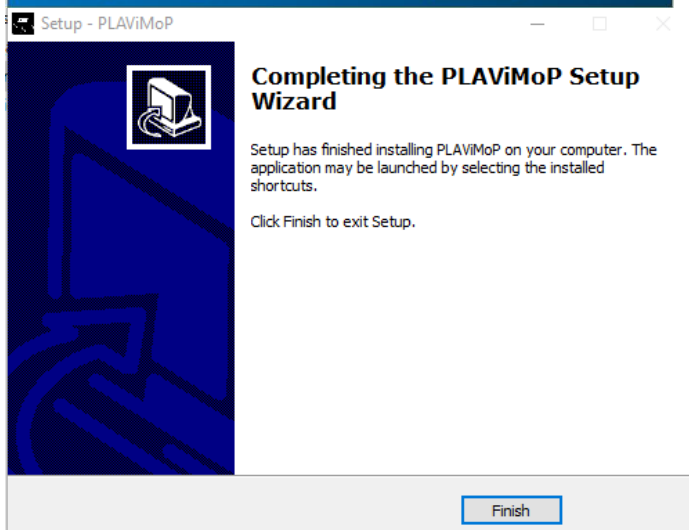 Setup - PLAViMoP
Completing the PLAViMoP Setup
Wizard
Setup has finished installing PLAViMoP on your computer. The
application may be launched by selecting the installed
shortcuts.
Click Finish to exit Setup.
Finish